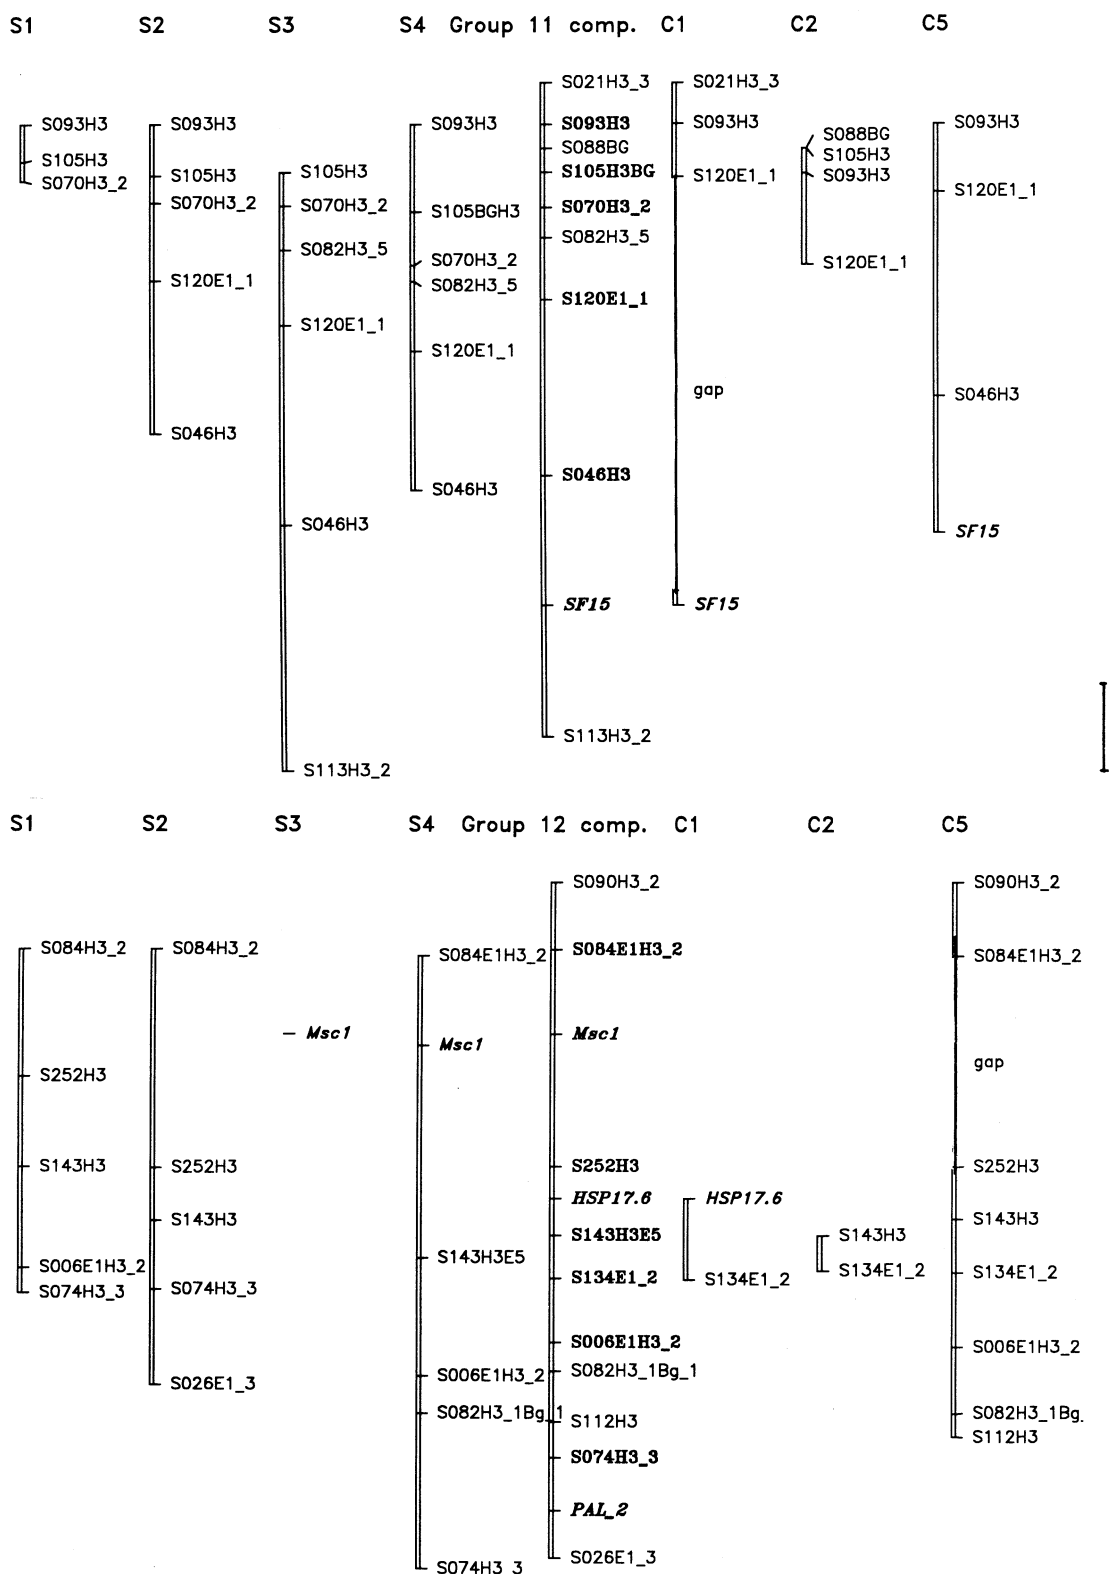 S1 S2 S3 S4 Group 11 comp. C1 C2 C5
S093H3
S105H3
S070H3_2
S093H3
S105H3
S070H3_2
S120E1_1
S046H3
S105H3
S070H3_2
S082H3_5
S120E1_1
S046H3
S113H3_2
S093H3
S105BGH3
S070H3_2
S082H3_5
S120E1_1
S046H3
S021H3_3
S093H3
S088BG
S105H3BG
S070H3_2
S082H3_5
S120E1_1
S046H3
SF15
S113H3_2
S021H3_3
S093H3
S120E1_1
gap
SF15
S088BG
S105H3
S093H3
S120E1_1
S093H3
S120E1_1
S046H3
SF15
S1 S2 S3 S4 Group 12 comp. C1 C2 C5
S084H3_2
S252H3
S143H3
S006E1H3_2
S074H3_3
S084H3_2
S252H3
S143H3
S074H3_3
S026E1_3
Msc1
S084E1H3_2
Msc1
S143H3E5
S006E1H3_2
S082H3_1Bg_1
S074H3_3
S090H3_2
S084E1H3_2
Msc1
S252H3
HSP17.6
S143H3E5
S134E1_2
S006E1H3_2
S082H3_1Bg_1
S112H3
S074H3_3
PAL_2
S026E1_3
HSP17.6
S134E1_2
S143H3
S134E1_2
S090H3_2
S084E1H3_2
gap
S252H3
S143H3
S134E1_2
S006E1H3_2
S082H3_1Bg.
S112H3